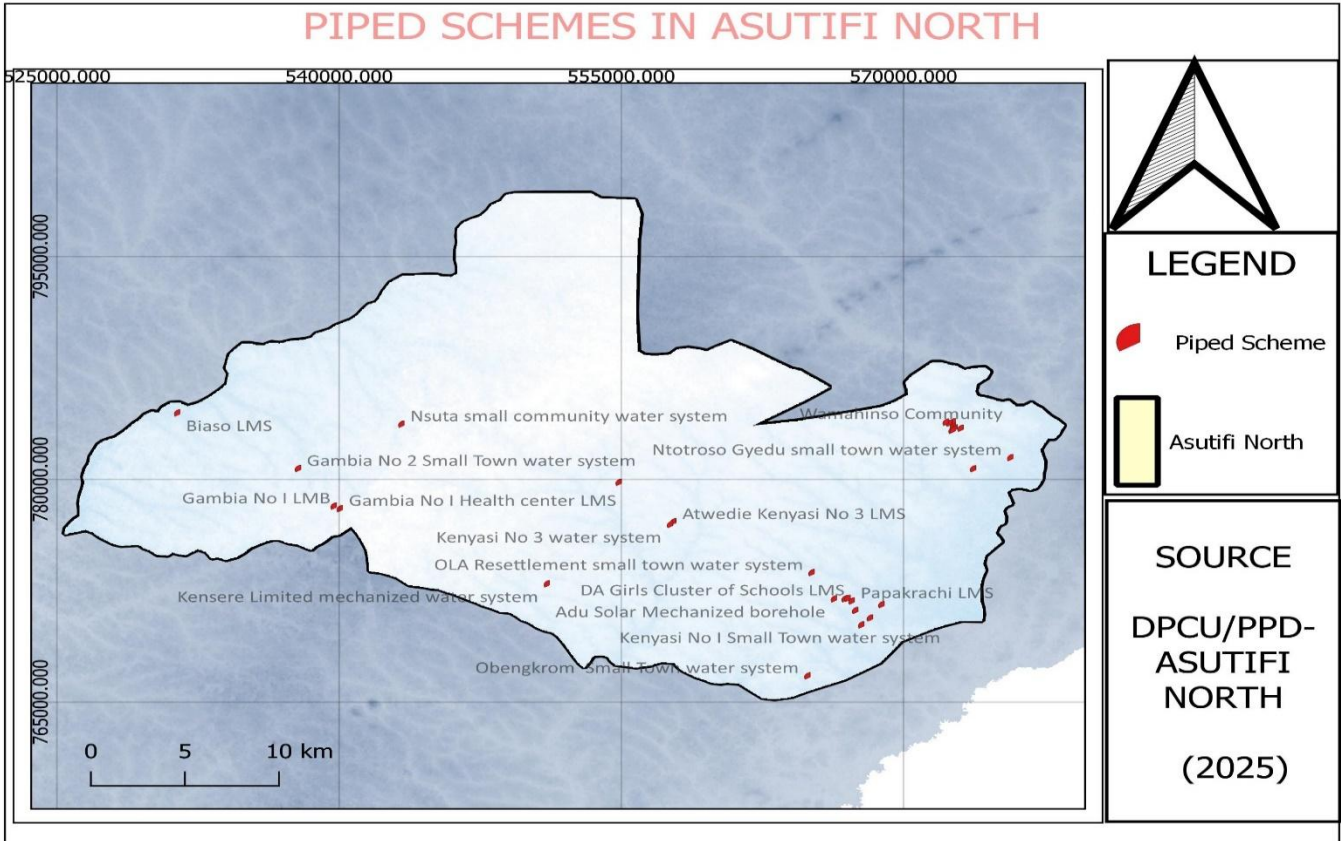 PIPED SCHEMES IN ASUTIFI NORTH
525000.000
540000.000
555000.000
570000.000
795000.000
780000.000
765000.000
Wamahinso Community
Nsuta small community water system
Biaso LMS
Ntotroso Gyedu small town water system
Gambia No 2 Small Town water system
Gambia No I LMB
Gambia No I Health center LMS
Atwedie Kenyasi No 3 LMS
Kenyasi No 3 water system
OLA Resettlement small town water system
DA Girls Cluster of Schools LMS
Papakrachi LMS
Kensere Limited mechanized water system
Adu Solar Mechanized borehole
Kenyasi No I Small Town water system
Obengkrom Small Town water system
0 5 10 km
LEGEND
Piped Scheme
Asutifi North
SOURCE
DPCU/PPD-
ASUTIFI
NORTH
(2025)